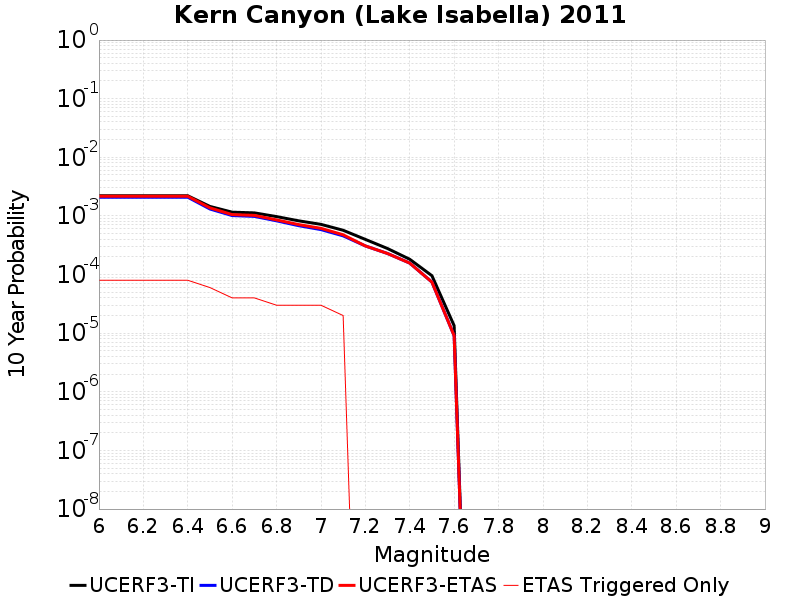 Kern Canyon (Lake Isabella) 2011
10 Year Probability
10^0
10^-1
10^-2
10^-3
10^-4
10^-5
10^-6
10^-7
10^-8
6 6.2 6.4 6.6 6.8 7 7.2 7.4 7.6 7.8 8 8.2 8.4 8.6 8.8 9
Magnitude
UCERF3-TI UCERF3-TD UCERF3-ETAS ETAS Triggered Only